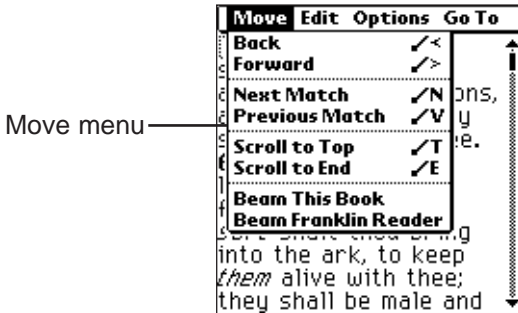 Move Edit Options Go To
Back ✓<
Forward ✓>
Next Match ✓N
Previous Match ✓V
Scroll to Top ✓T
Scroll to End ✓E
Beam This Book
Beam Franklin Reader
Move menu
ons,
y
e.
into the ark, to keep
them alive with thee;
they shall be male and